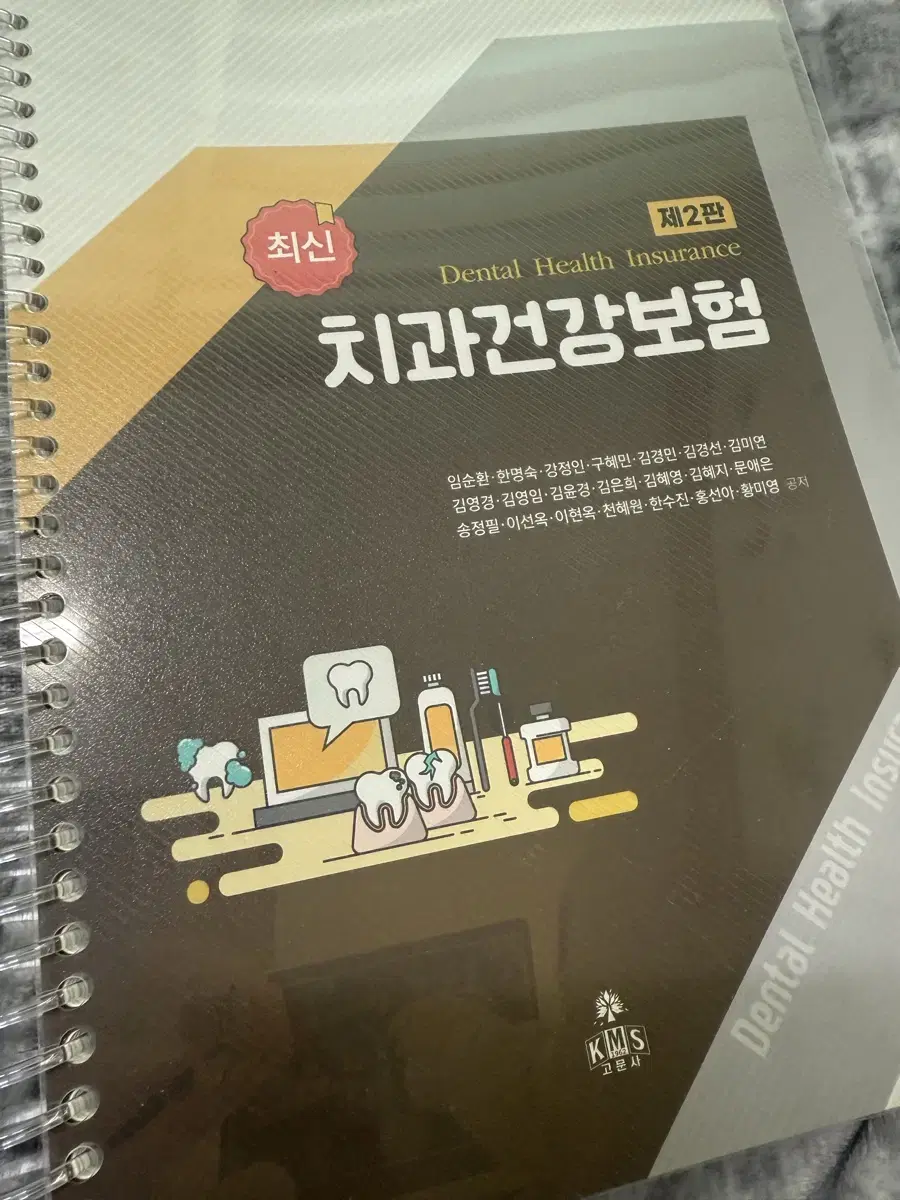 최신
제2판
Dental Health Insurance
치과건강보험
임순환·한명숙·강정인·구혜민·김경민·김경선·김미연
김영경·김영임·김윤경·김은희·김혜영·김혜지·문애은
송정필·이선옥·이현옥·천혜원·한수진·홍선아·황미영 공저
Dental Health
KMS
1962
고문사